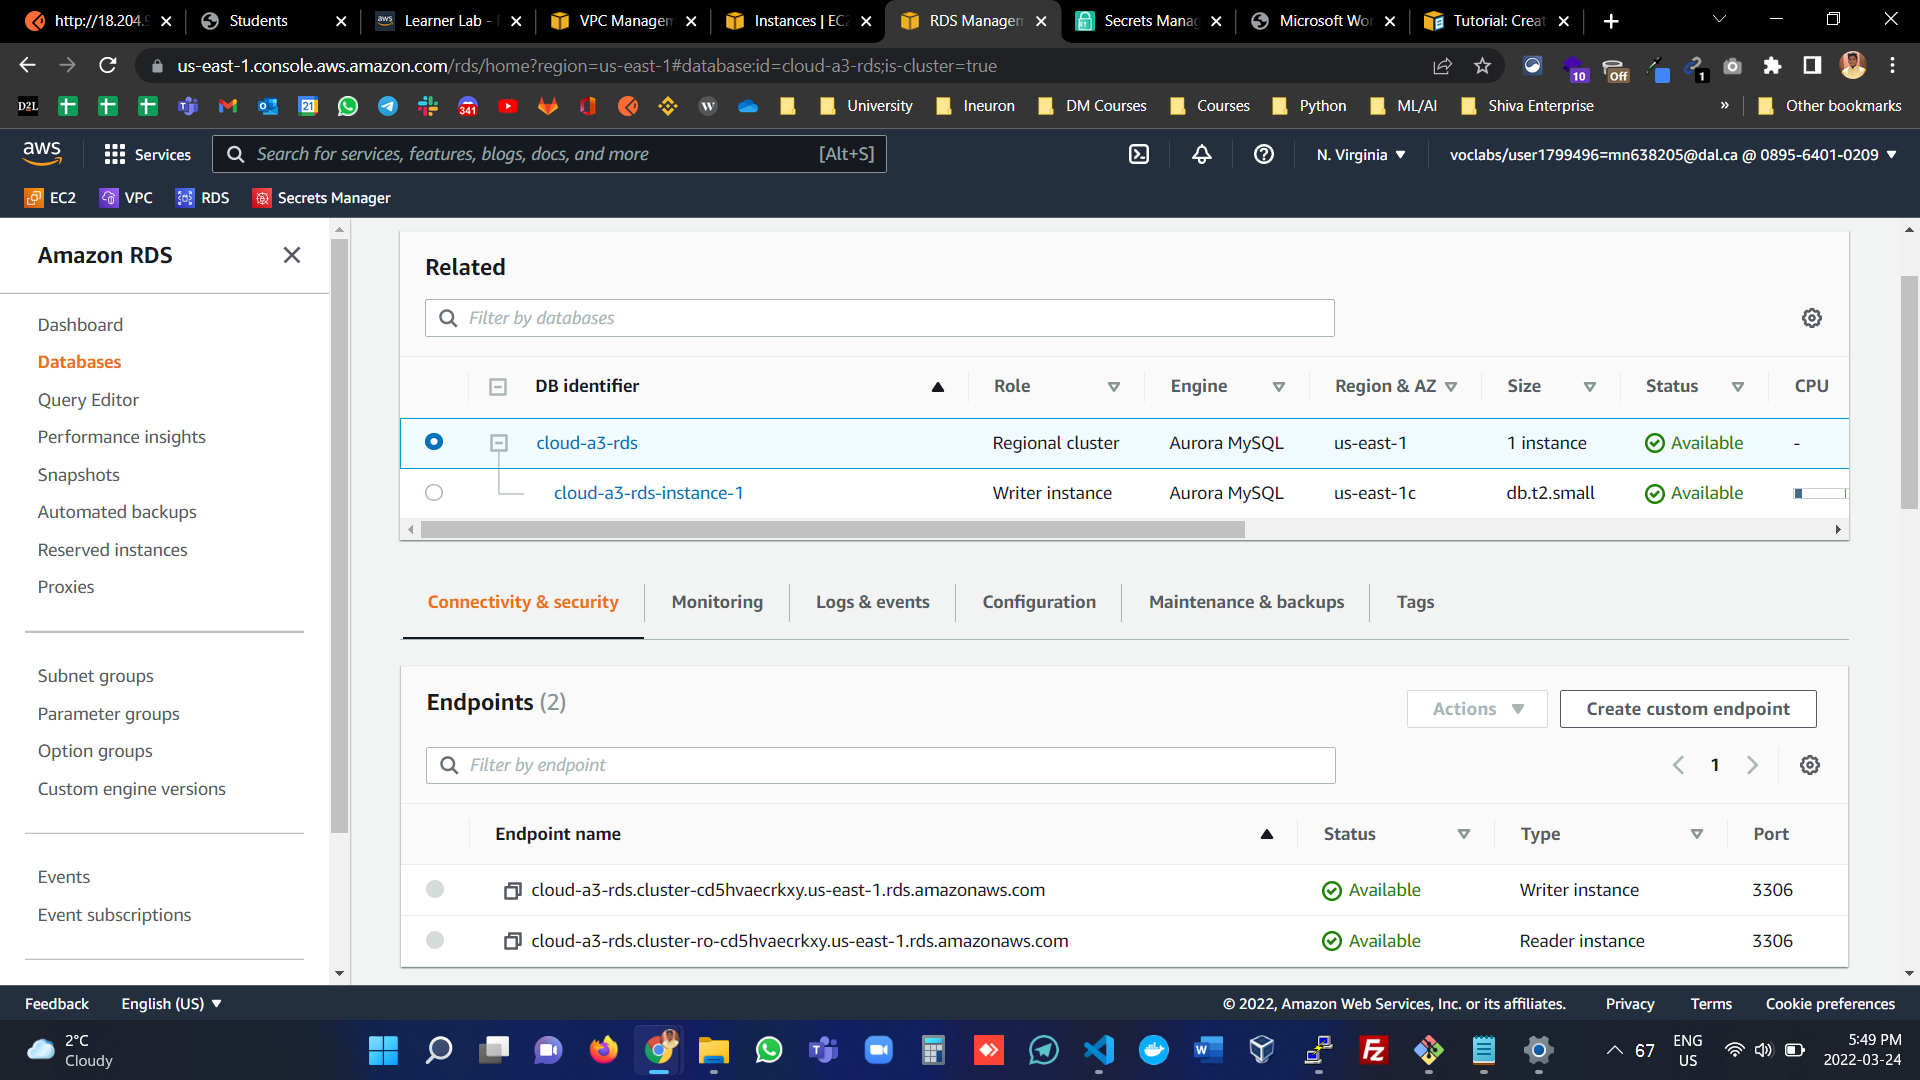 http://18.204.9
Students
Learner Lab -
VPC Managem
Instances | EC2
RDS Managem
Secrets Manag
Microsoft Wo
Tutorial: Creat
us-east-1.console.aws.amazon.com/rds/home?region=us-east-1#database:id=cloud-a3-rds;is-cluster=true
10
Off
1
D2L
21
341
University
Ineuron
DM Courses
Courses
Python
ML/AI
Shiva Enterprise
»
Other bookmarks
aws
Services
Search for services, features, blogs, docs, and more
[Alt+S]
N. Virginia
voclabs/user1799496=mn638205@dal.ca @ 0895-6401-0209
EC2
VPC
RDS
Secrets Manager
Amazon RDS
Dashboard
Databases
Query Editor
Performance insights
Snapshots
Automated backups
Reserved instances
Proxies
Subnet groups
Parameter groups
Option groups
Custom engine versions
Events
Event subscriptions
Related
Filter by databases
DB identifier Role Engine Region & AZ Size Status CPU
cloud-a3-rds Regional cluster Aurora MySQL us-east-1 1 instance Available -
cloud-a3-rds-instance-1 Writer instance Aurora MySQL us-east-1c db.t2.small Available
Connectivity & security
Monitoring
Logs & events
Configuration
Maintenance & backups
Tags
Endpoints (2)
Actions
Create custom endpoint
Filter by endpoint
1
Endpoint name Status Type Port
cloud-a3-rds.cluster-cd5hvaecrkxy.us-east-1.rds.amazonaws.com Available Writer instance 3306
cloud-a3-rds.cluster-ro-cd5hvaecrkxy.us-east-1.rds.amazonaws.com Available Reader instance 3306
Feedback
English (US)
© 2022, Amazon Web Services, Inc. or its affiliates.
Privacy
Terms
Cookie preferences
2°C
Cloudy
67
ENG
US
5:49 PM
2022-03-24